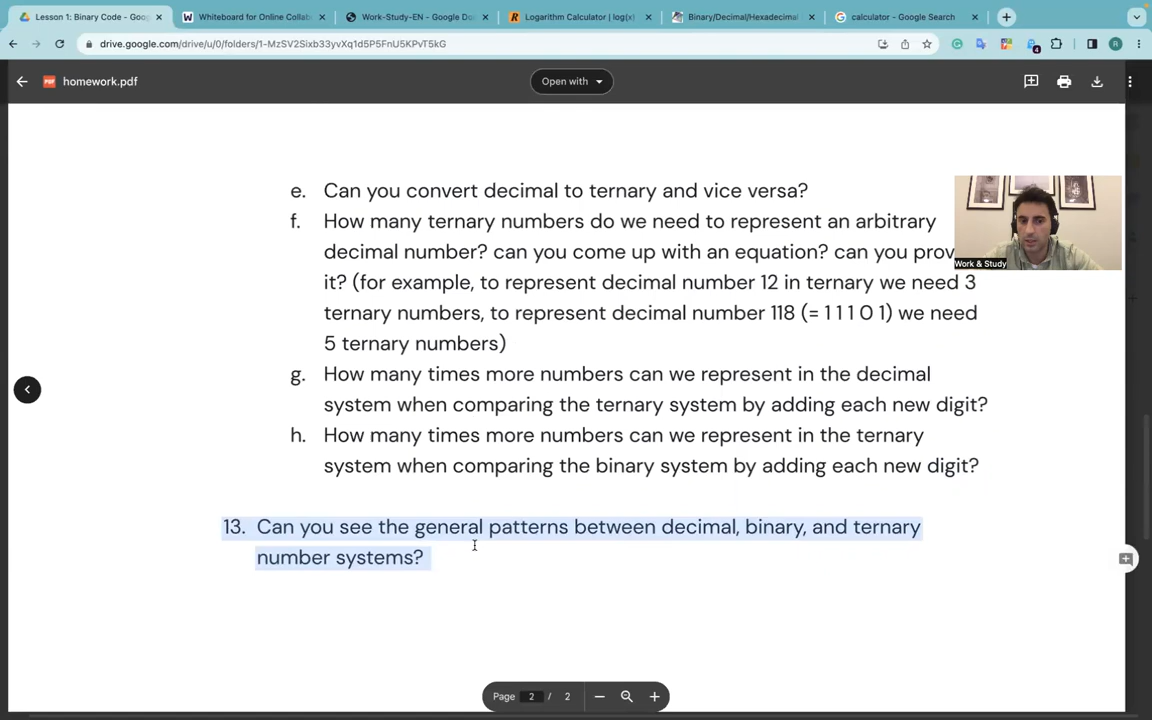 Lesson 1: Binary Code - Goog
Whiteboard for Online Collab
Work-Study-EN - Google Do
Logarithm Calculator | log(x)
Binary/Decimal/Hexadecimal
calculator - Google Search
drive.google.com/drive/u/0/folders/1-MzSV2Sixb33yvXq1d5P5FnU5KPvT5kG
4
R
PDF homework.pdf
Open with
e. Can you convert decimal to ternary and vice versa?
f. How many ternary numbers do we need to represent an arbitrary
decimal number? can you come up with an equation? can you prov
it? (for example, to represent decimal number 12 in ternary we need 3
ternary numbers, to represent decimal number 118 (= 1 1 1 0 1) we need
5 ternary numbers)
g. How many times more numbers can we represent in the decimal
system when comparing the ternary system by adding each new digit?
h. How many times more numbers can we represent in the ternary
system when comparing the binary system by adding each new digit?
13. Can you see the general patterns between decimal, binary, and ternary
number systems?
Work & Study
Page 2 / 2